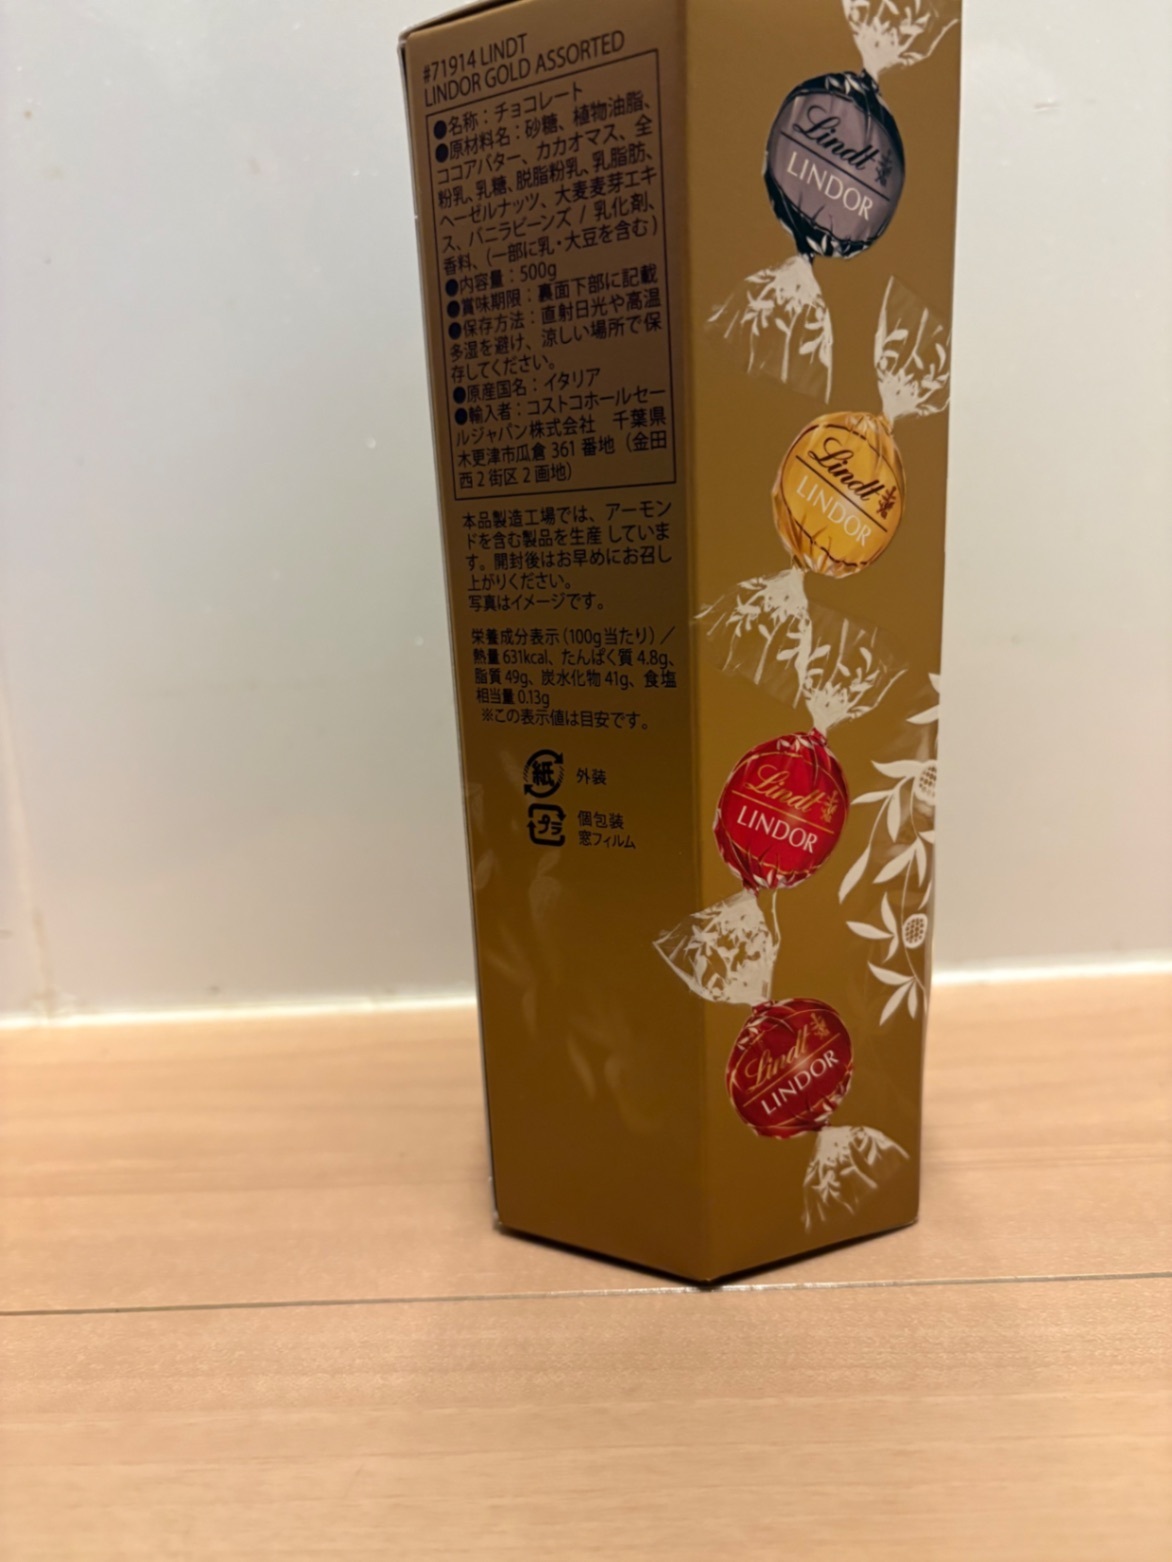 #71914 LINDT
LINDOR GOLD ASSORTED
●名称：チョコレート
●原材料名：砂糖、植物油脂、
ココアバター、カカオマス、全
粉乳、乳糖、脱脂粉乳、乳脂肪、
ヘーゼルナッツ、大麦麦芽エキ
ス、バニラビーンズ / 乳化剤、
香料、(一部に乳・大豆を含む)
●内容量：500g
●賞味期限：裏面下部に記載
●保存方法：直射日光や高温
多湿を避け、涼しい場所で保
存してください。
●原産国名：イタリア
●輸入者：コストコホールセー
ルジャパン株式会社　千葉県
木更津市瓜倉 361 番地（金田
西 2 街区 2 画地）
本品製造工場では、アーモン
ドを含む製品を生産 していま
す。開封後はお早めにお召し
上がりください。
写真はイメージです。
栄養成分表示（100g当たり）／
熱量 631kcal、たんぱく質 4.8g、
脂質 49g、炭水化物 41g、食塩
相当量 0.13g
※この表示値は目安です。
紙 外装
プラ 個包装
窓フィルム
Lindt
LINDOR
Lindt
LINDOR
Lindt
LINDOR
Lindt
LINDOR